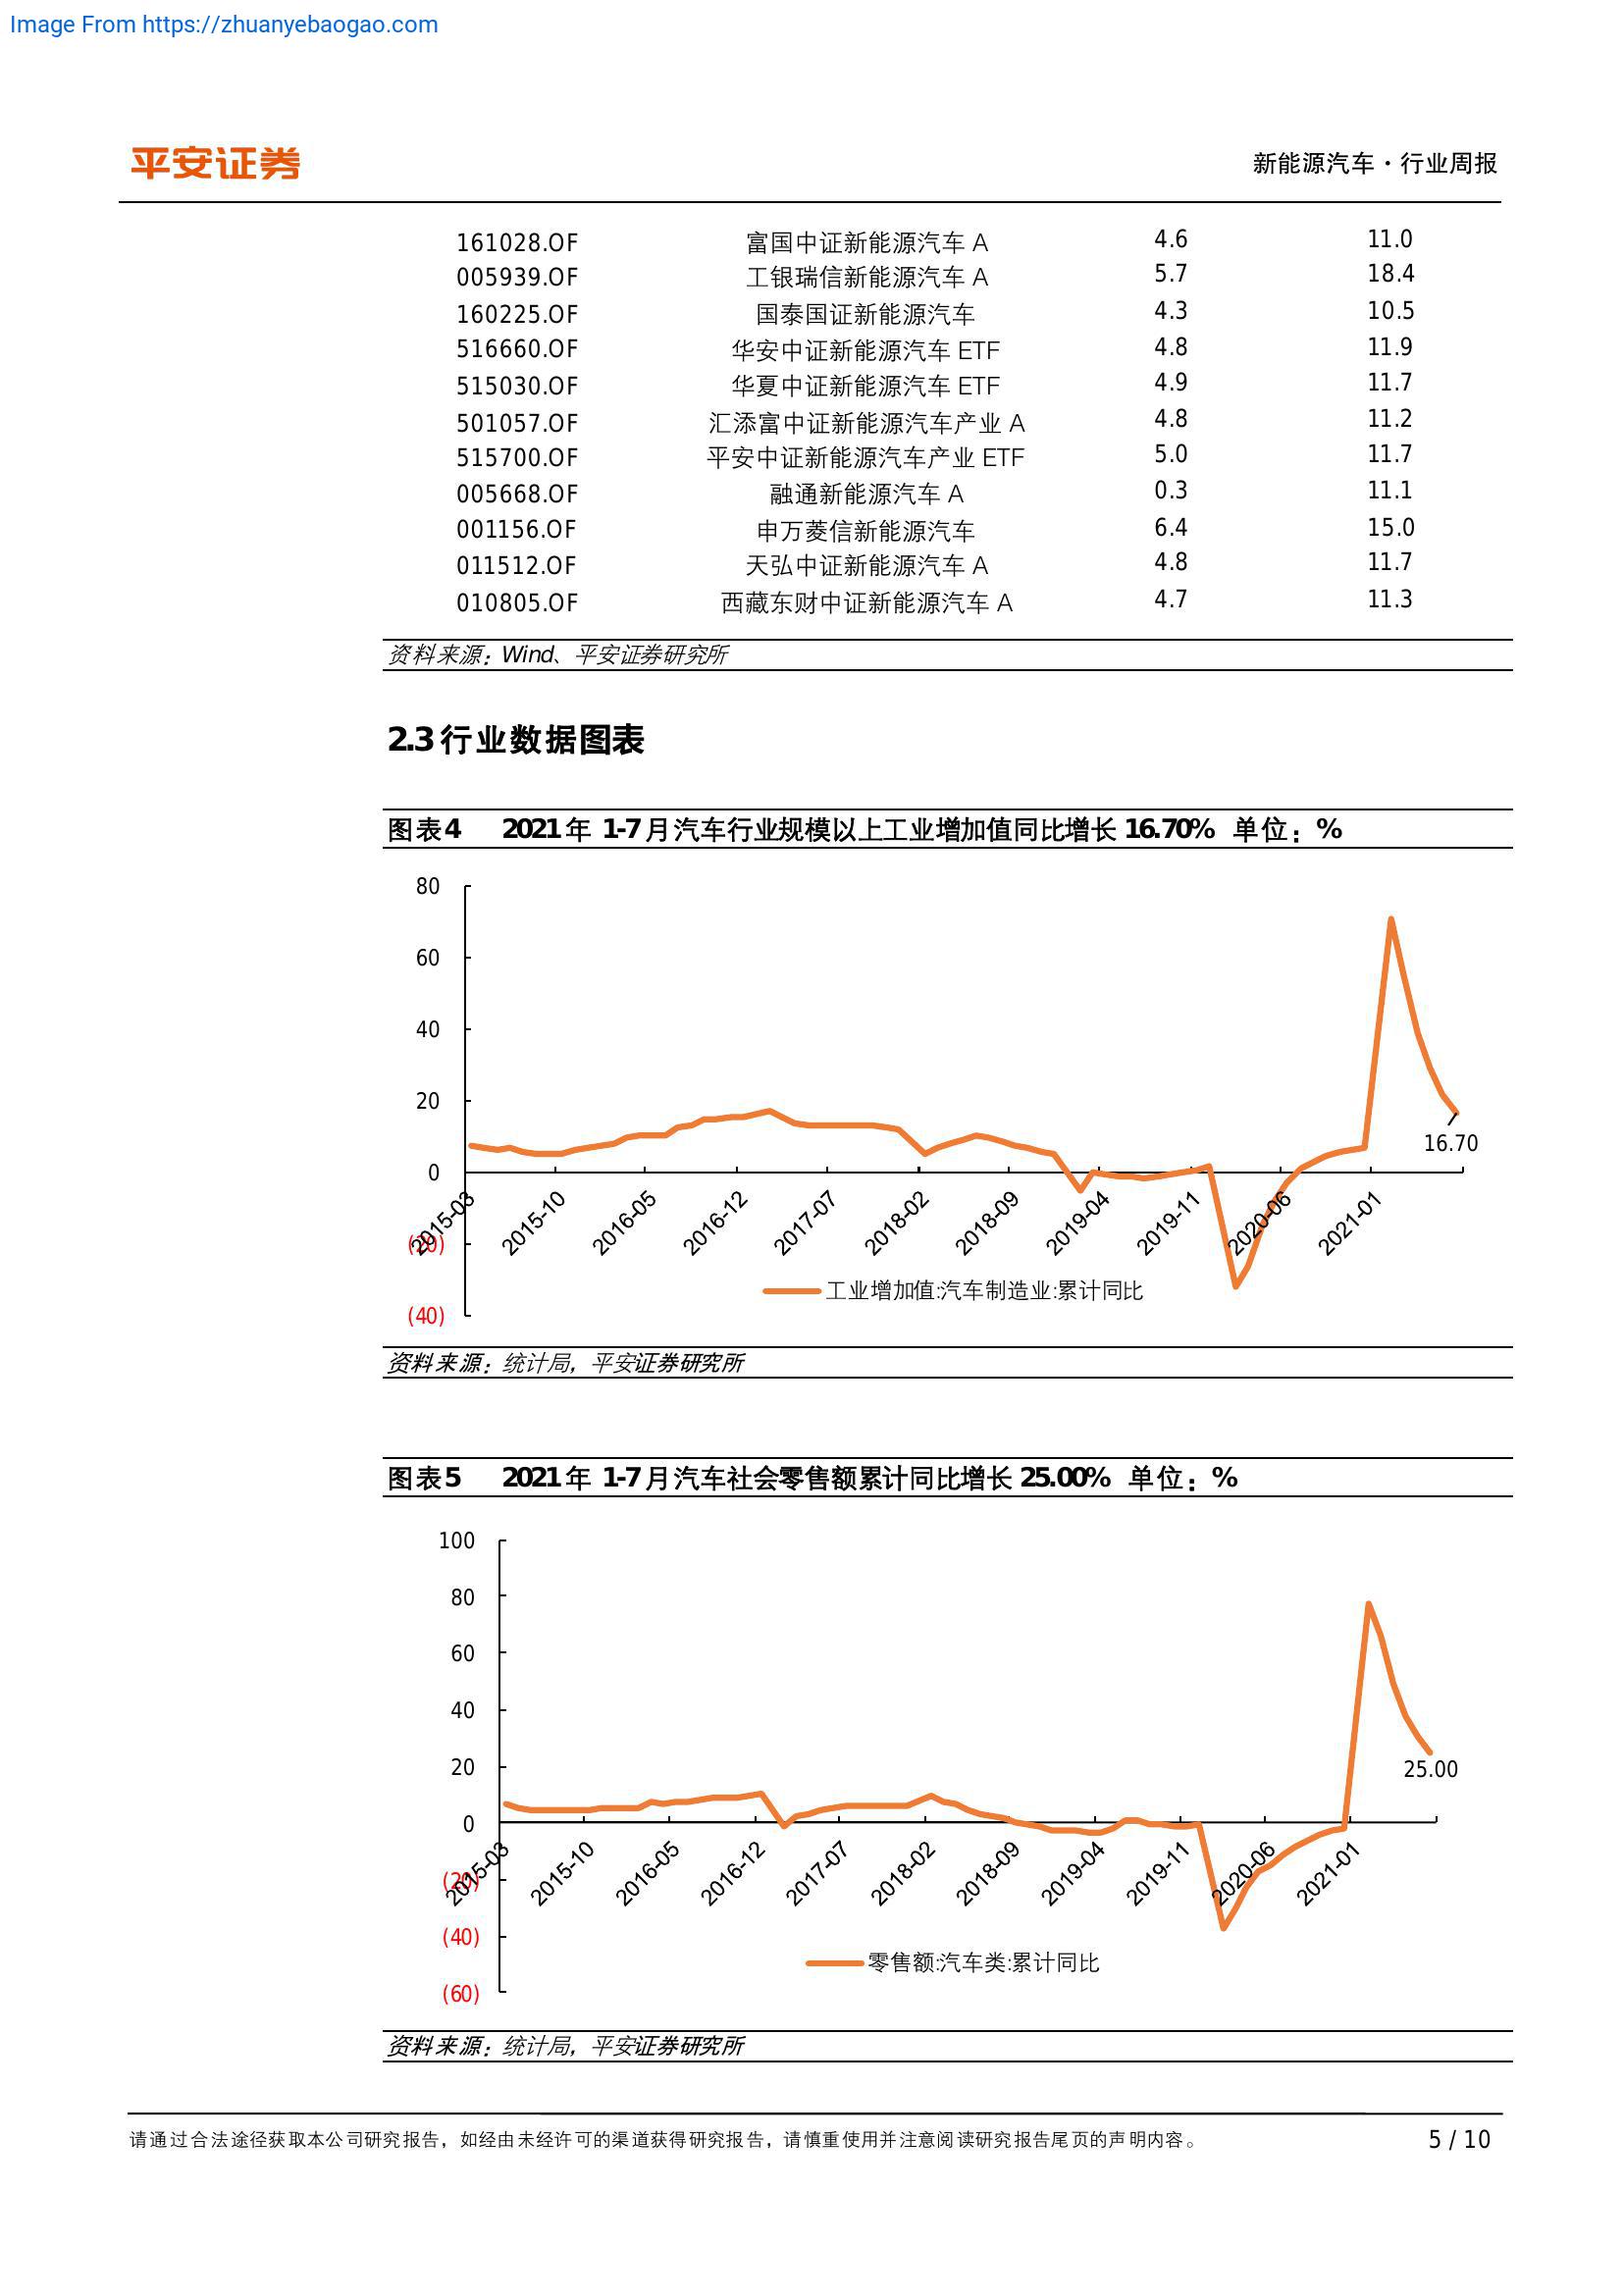 Image From https://zhuanyebaogao.com
平安证券
新能源汽车·行业周报
161028.OF 富国中证新能源汽车 A 4.6 11.0
005939.OF 工银瑞信新能源汽车 A 5.7 18.4
160225.OF 国泰国证新能源汽车 4.3 10.5
516660.OF 华安中证新能源汽车 ETF 4.8 11.9
515030.OF 华夏中证新能源汽车 ETF 4.9 11.7
501057.OF 汇添富中证新能源汽车产业 A 4.8 11.2
515700.OF 平安中证新能源汽车产业 ETF 5.0 11.7
005668.OF 融通新能源汽车 A 0.3 11.1
001156.OF 申万菱信新能源汽车 6.4 15.0
011512.OF 天弘中证新能源汽车 A 4.8 11.7
010805.OF 西藏东财中证新能源汽车 A 4.7 11.3
资料来源：Wind、平安证券研究所
2.3 行业数据图表
图表4 2021 年 1-7 月汽车行业规模以上工业增加值同比增长 16.70% 单位：%
80
60
40
20
0
(20)
(40)
16.70
2015-03 2015-10 2016-05 2016-12 2017-07 2018-02 2018-09 2019-04 2019-11 2020-06 2021-01
工业增加值:汽车制造业:累计同比
资料来源：统计局，平安证券研究所
图表5 2021 年 1-7 月汽车社会零售额累计同比增长 25.00% 单位：%
100
80
60
40
20
0
(20)
(40)
(60)
25.00
2015-03 2015-10 2016-05 2016-12 2017-07 2018-02 2018-09 2019-04 2019-11 2020-06 2021-01
零售额:汽车类:累计同比
资料来源：统计局，平安证券研究所
请通过合法途径获取本公司研究报告，如经由未经许可的渠道获得研究报告，请慎重使用并注意阅读研究报告尾页的声明内容。
5 / 10